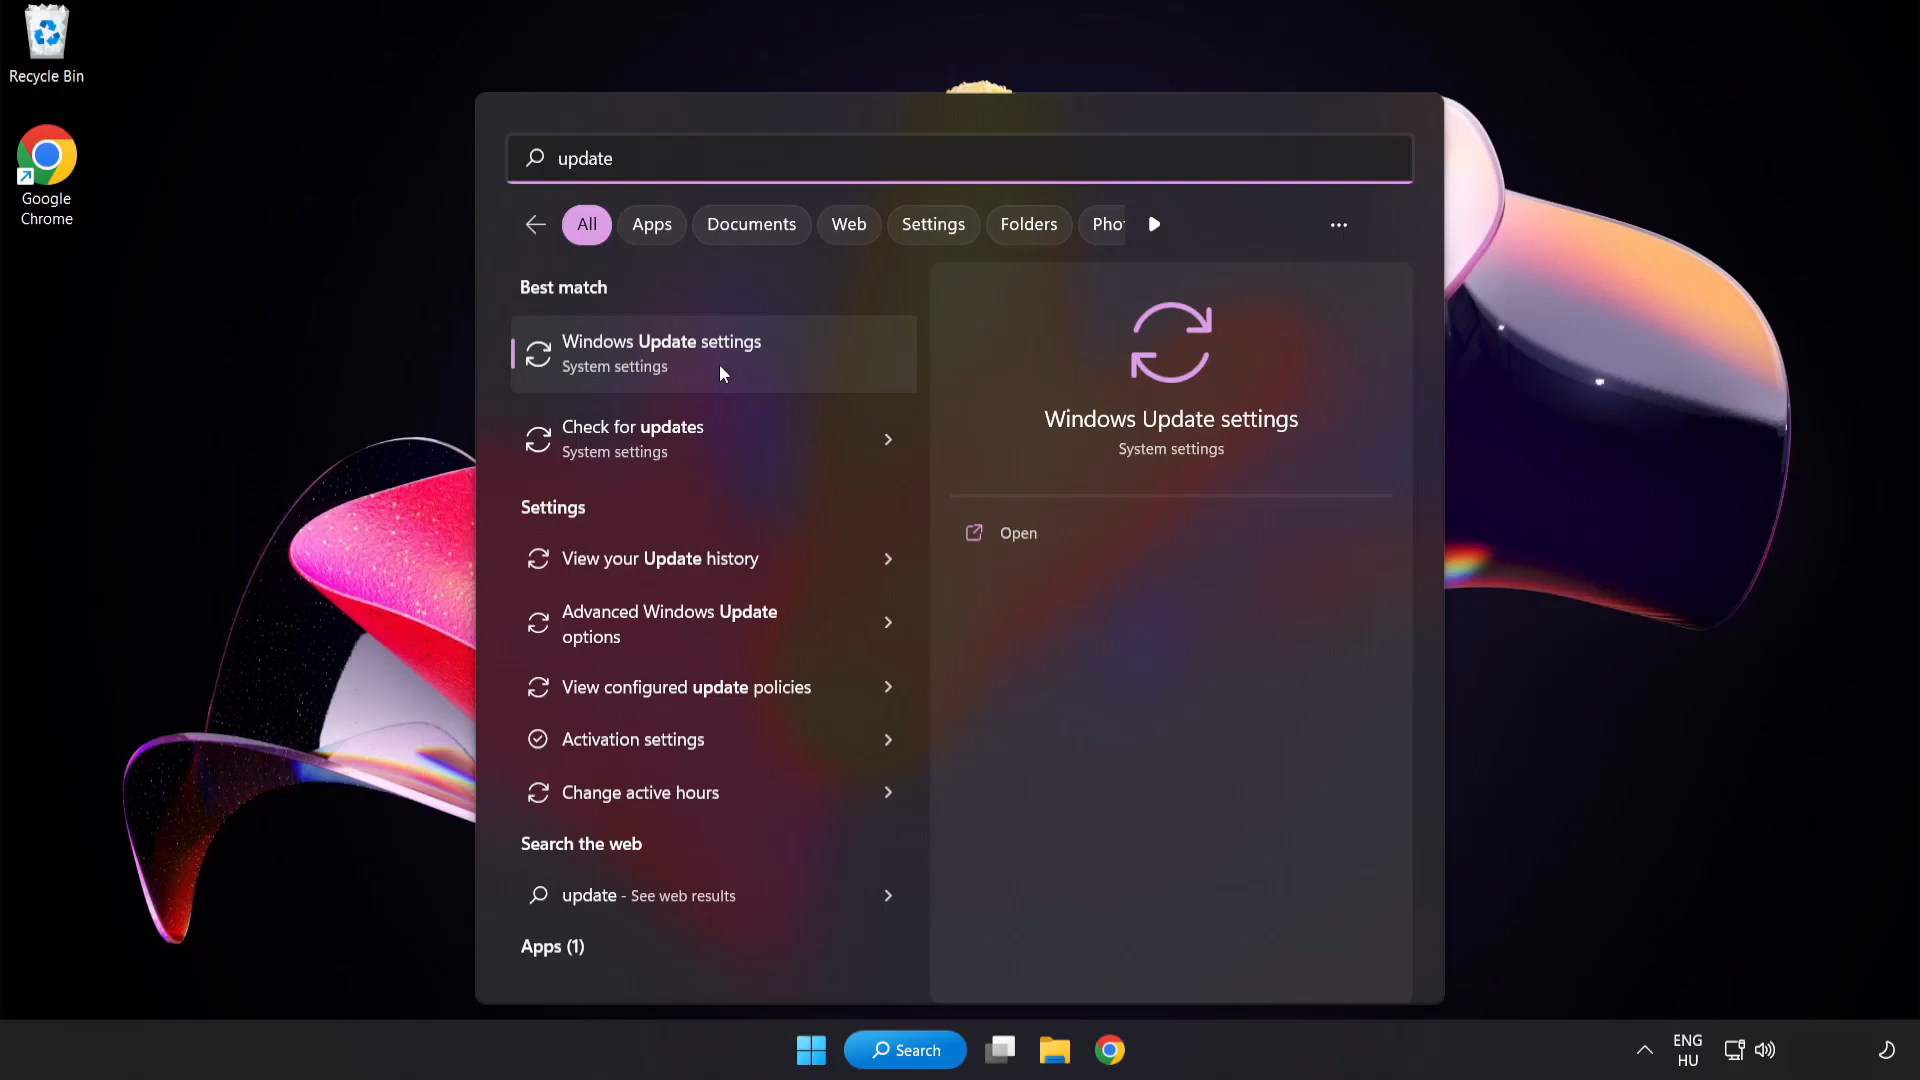 Recycle Bin
Google
Chrome
update
All
Apps
Documents
Web
Settings
Folders
Pho
Best match
Windows Update settings
System settings
Check for updates
System settings
Settings
View your Update history
Advanced Windows Update
options
View configured update policies
Activation settings
Change active hours
Search the web
update - See web results
Apps (1)
Windows Update settings
System settings
Open
Search
ENG
HU